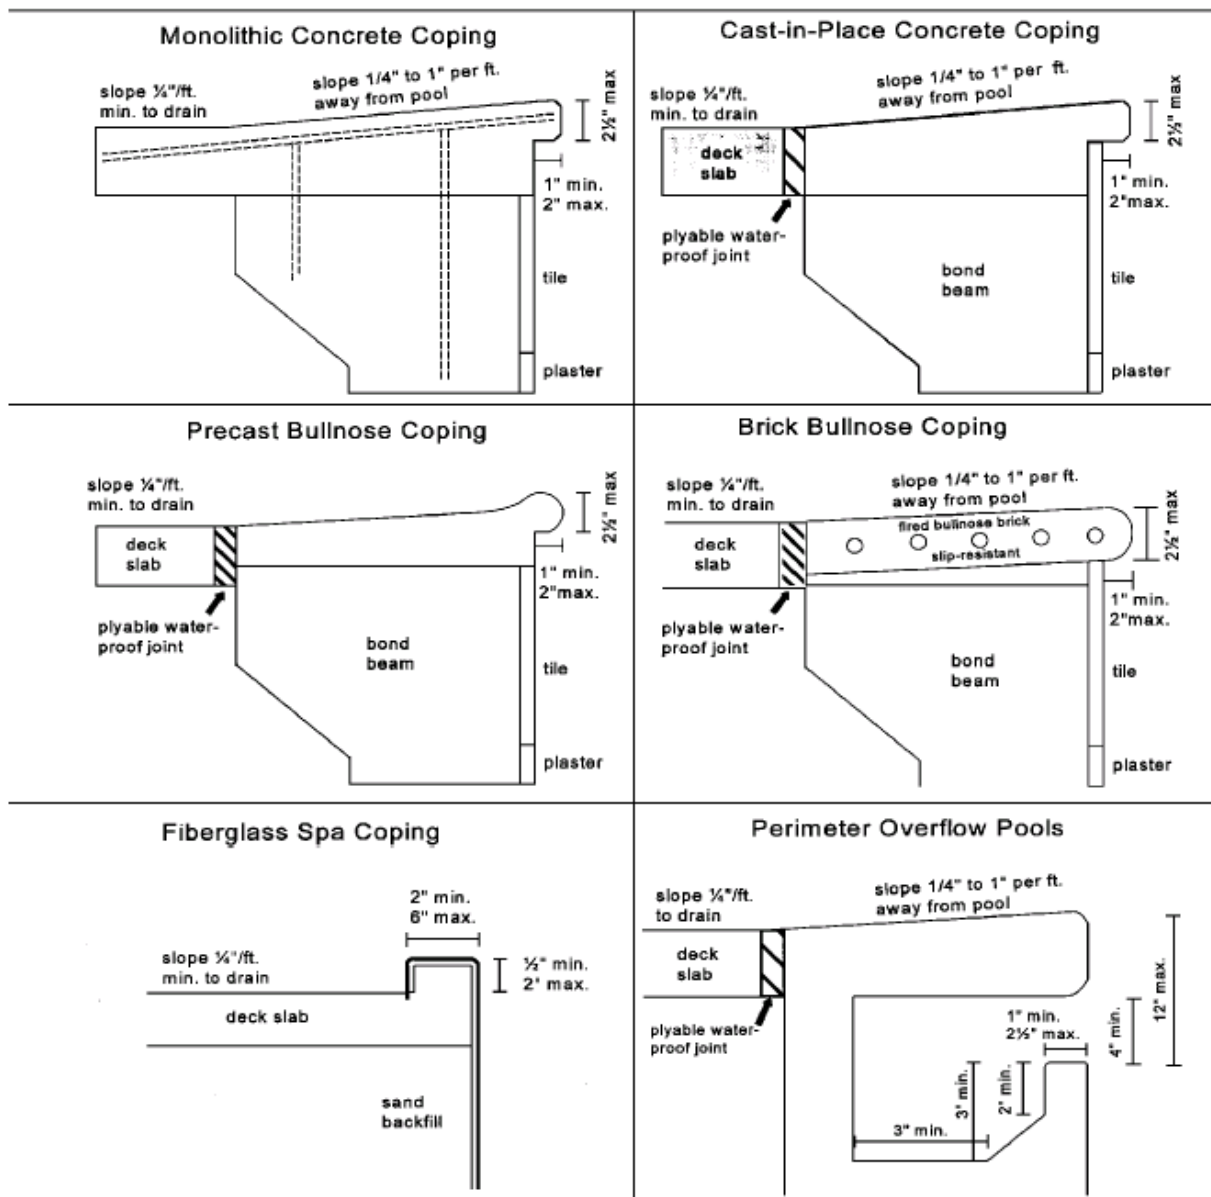 Monolithic Concrete Coping
slope ¼"/ft.
min. to drain
slope 1/4" to 1" per ft.
away from pool
2½" max
1" min.
2" max.
tile
plaster
Cast-in-Place Concrete Coping
slope ¼"/ft.
min. to drain
slope 1/4" to 1" per ft.
away from pool
2½" max
deck
slab
1" min.
2"max.
plyable water-
proof joint
bond
beam
tile
plaster
Precast Bullnose Coping
slope ¼"/ft.
min. to drain
2½" max
deck
slab
1" min.
2"max.
plyable water-
proof joint
bond
beam
tile
plaster
Brick Bullnose Coping
slope ¼"/ft.
min. to drain
slope 1/4" to 1" per ft.
away from pool
fired bullnose brick
slip-resistant
2½" max
deck
slab
1" min.
2"max.
plyable water-
proof joint
bond
beam
tile
plaster
Fiberglass Spa Coping
2" min.
6" max.
slope ¼"/ft.
min. to drain
½" min.
2" max.
deck slab
sand
backfill
Perimeter Overflow Pools
slope ¼"/ft.
to drain
slope 1/4" to 1" per ft.
away from pool
deck
slab
12" max.
4" min.
1" min.
2½" max.
plyable water-
proof joint
3" min.
2" min.
3" min.